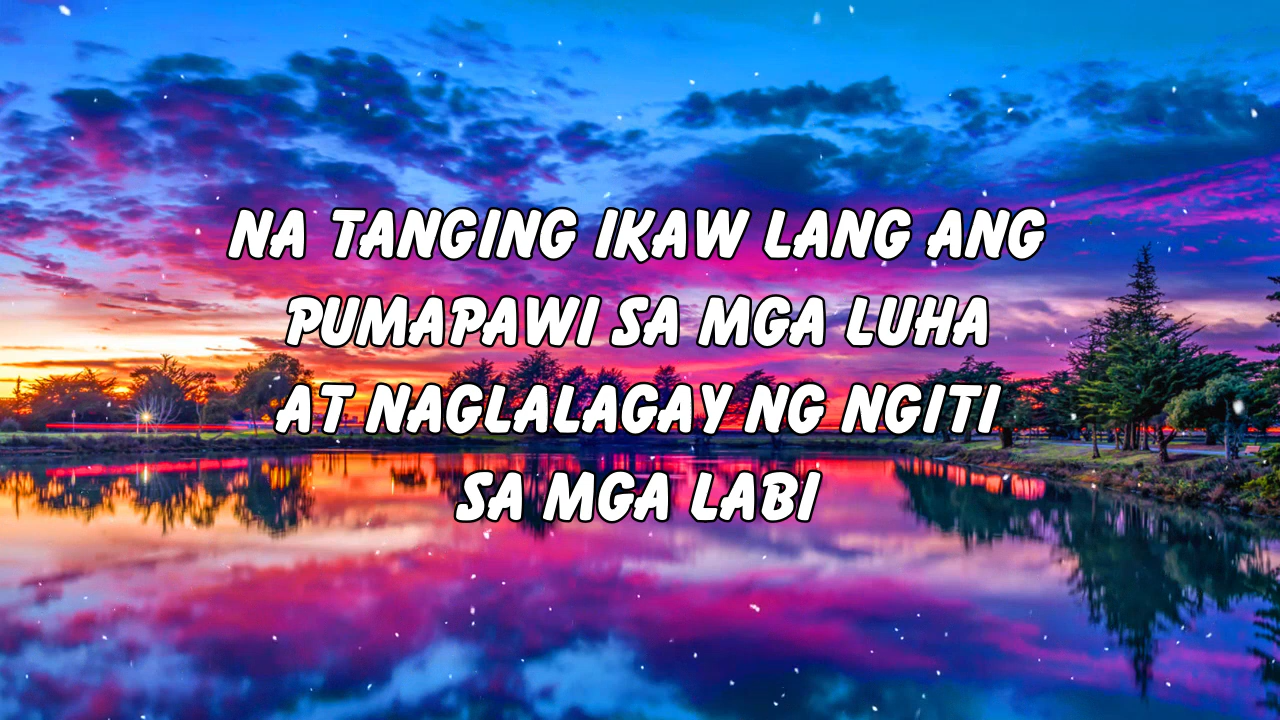 NA TANGING IKAW LANG ANG
PUMAPAWI SA MGA LUHA
AT NAGLALAGAY NG NGITI
SA MGA LABI